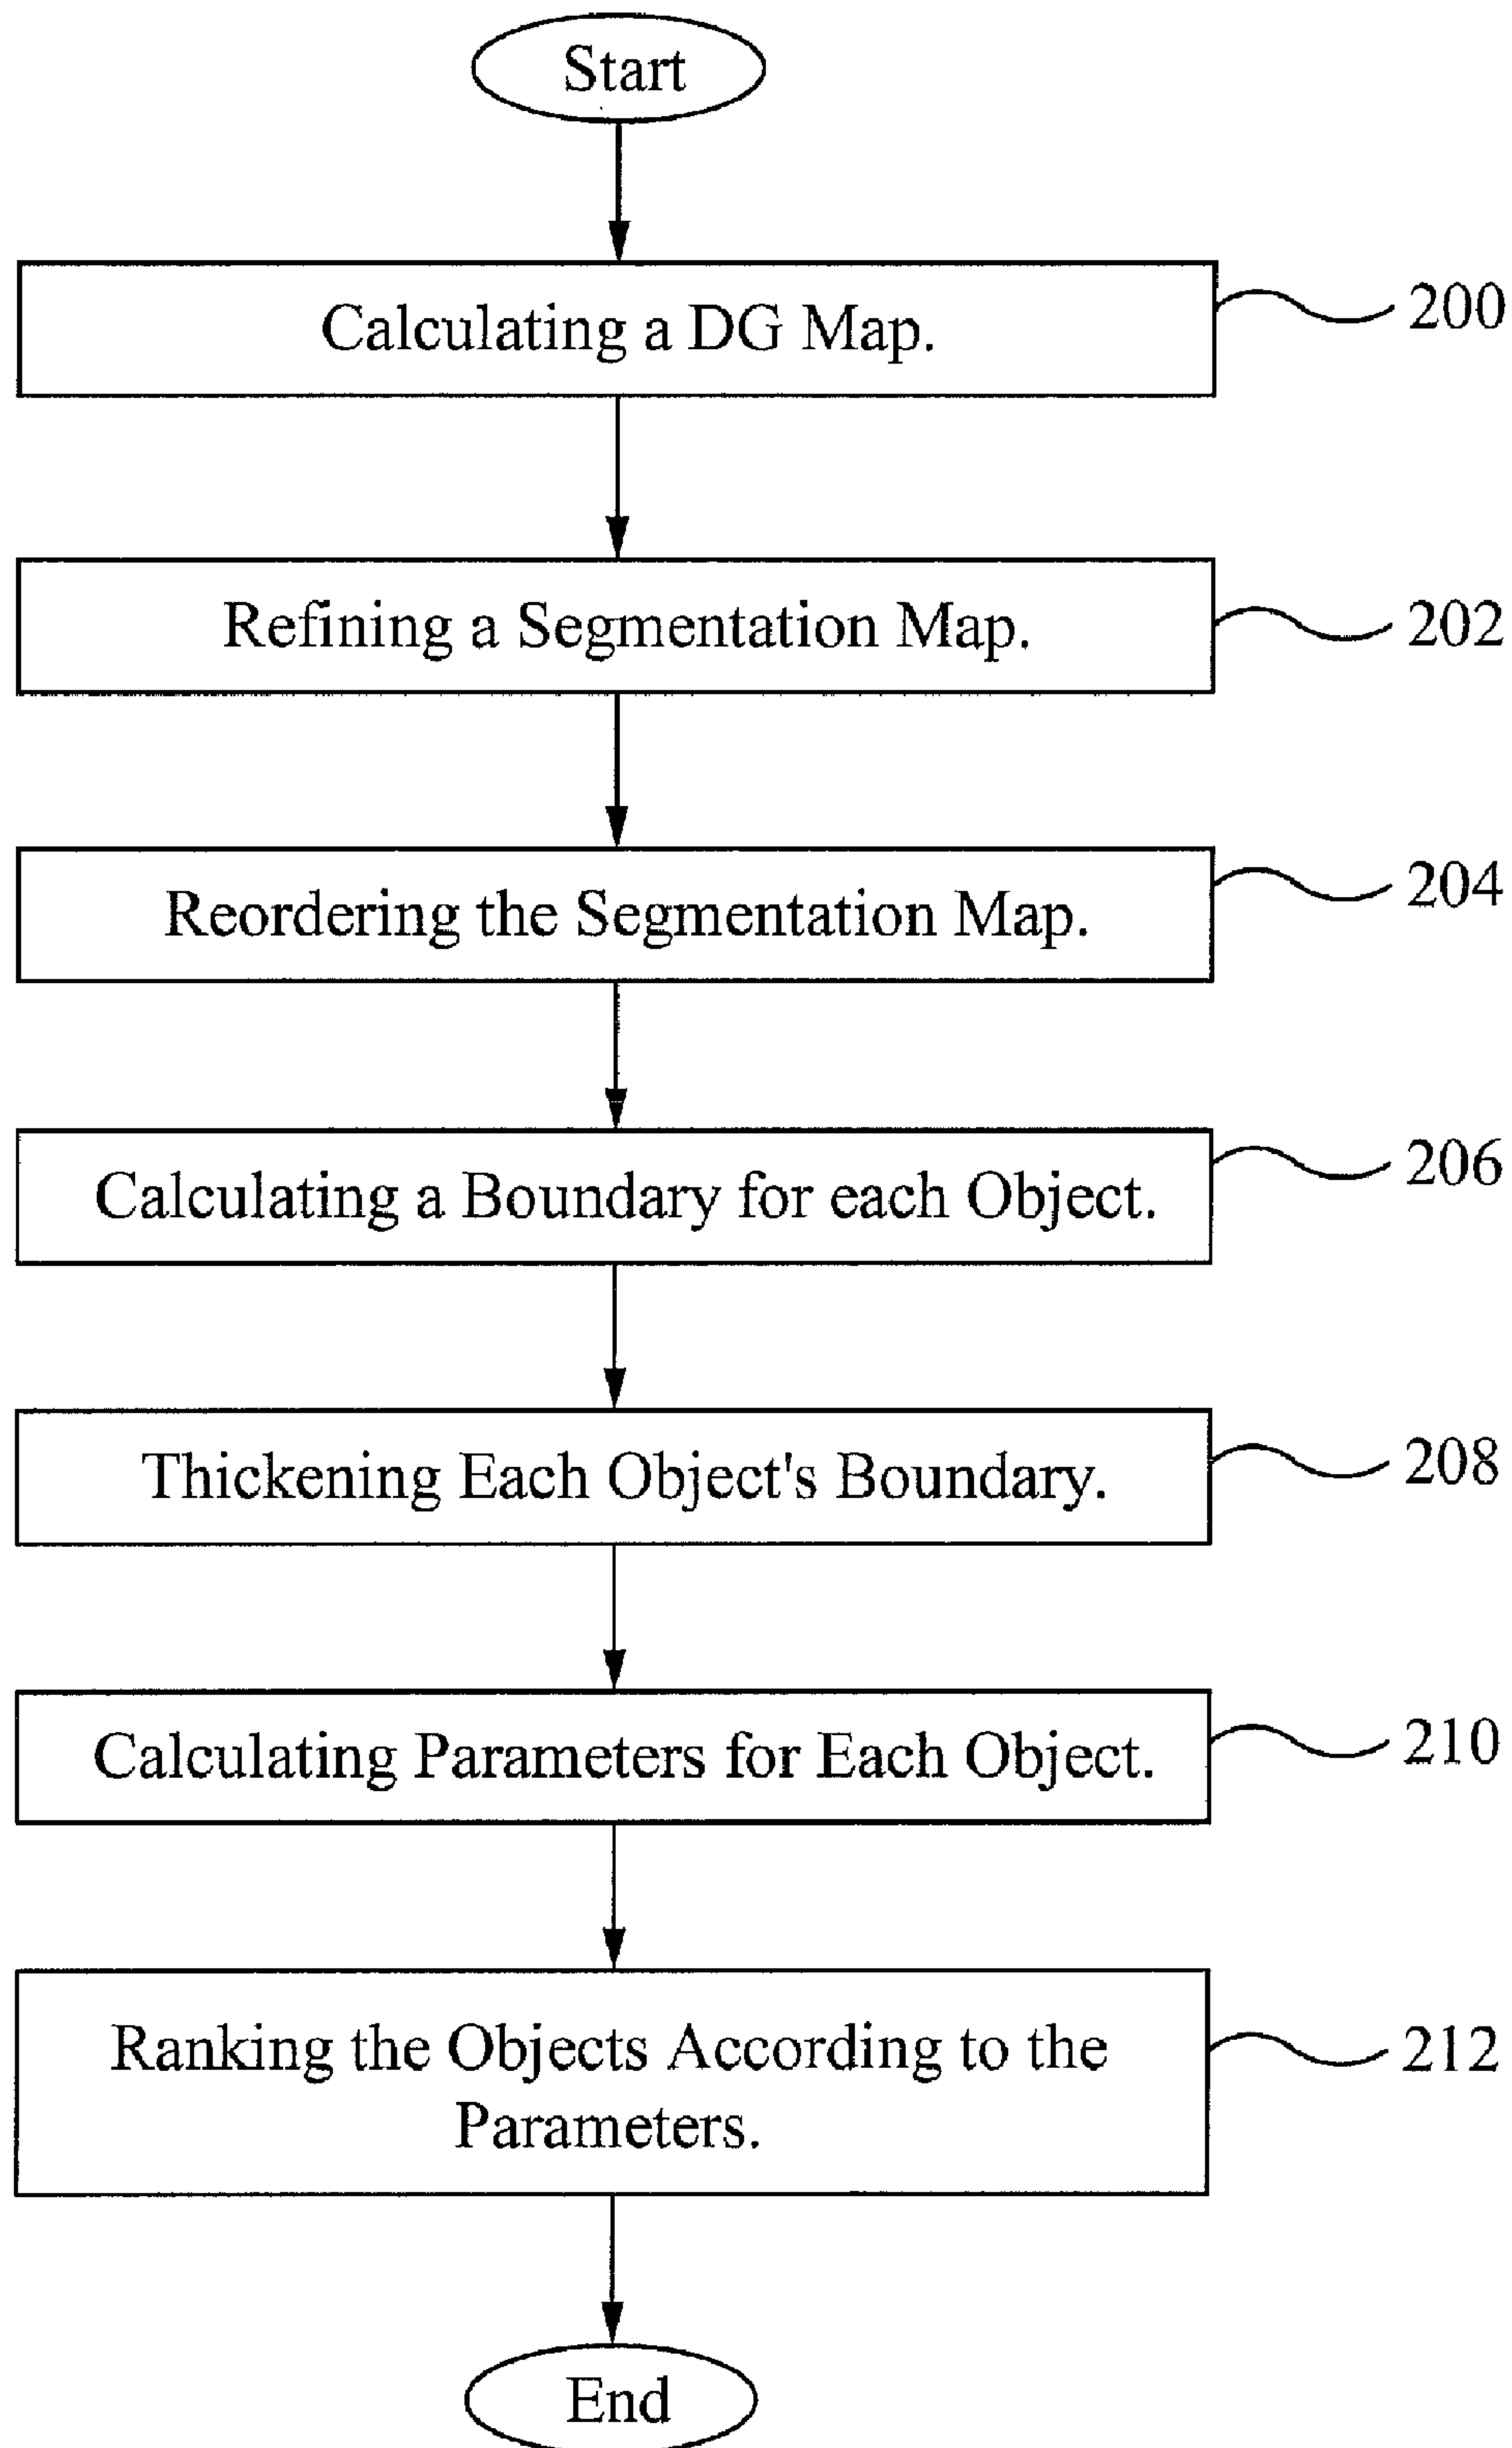 Start
Calculating a DG Map.
200
Refining a Segmentation Map.
202
Reordering the Segmentation Map.
204
Calculating a Boundary for each Object.
206
Thickening Each Object's Boundary.
208
Calculating Parameters for Each Object.
210
Ranking the Objects According to the
Parameters.
212
End